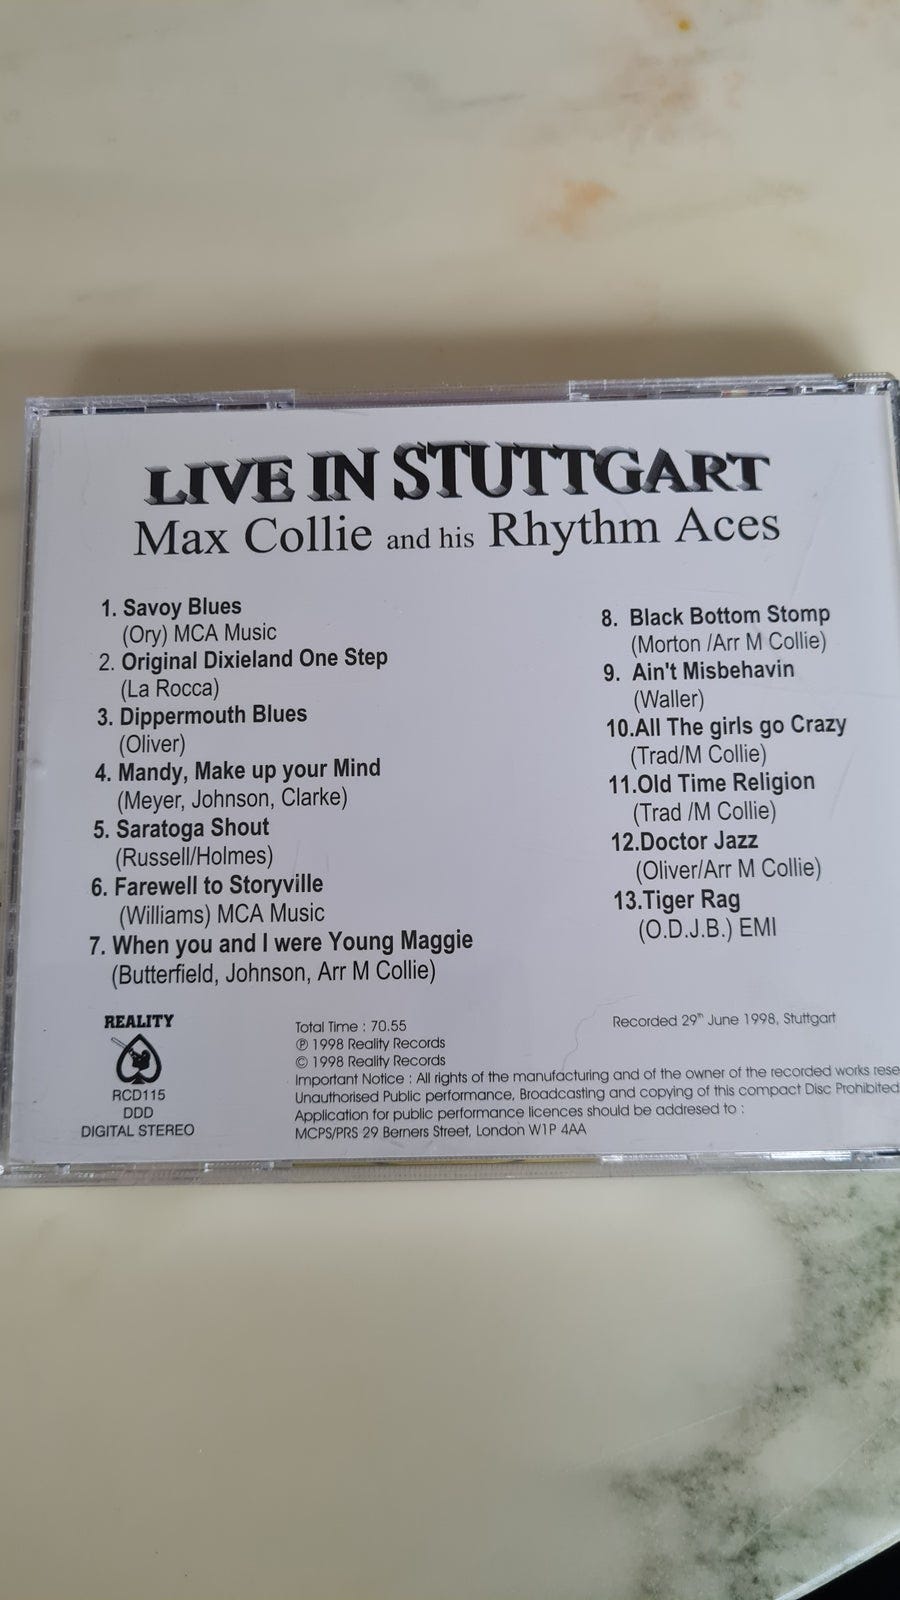 LIVE IN STUTTGART
Max Collie and his Rhythm Aces
1. Savoy Blues
(Ory) MCA Music
2. Original Dixieland One Step
(La Rocca)
3. Dippermouth Blues
(Oliver)
4. Mandy, Make up your Mind
(Meyer, Johnson, Clarke)
5. Saratoga Shout
(Russell/Holmes)
6. Farewell to Storyville
(Williams) MCA Music
7. When you and I were Young Maggie
(Butterfield, Johnson, Arr M Collie)
8. Black Bottom Stomp
(Morton /Arr M Collie)
9. Ain't Misbehavin
(Waller)
10.All The girls go Crazy
(Trad/M Collie)
11.Old Time Religion
(Trad /M Collie)
12.Doctor Jazz
(Oliver/Arr M Collie)
13.Tiger Rag
(O.D.J.B.) EMI
REALITY
RCD115
DDD
DIGITAL STEREO
Total Time : 70.55
℗ 1998 Reality Records
© 1998 Reality Records
Important Notice : All rights of the manufacturing and of the owner of the recorded works rese
Unauthorised Public performance, Broadcasting and copying of this compact Disc Prohibited
Application for public performance licences should be addresed to :
MCPS/PRS 29 Berners Street, London W1P 4AA
Recorded 29th June 1998, Stuttgart